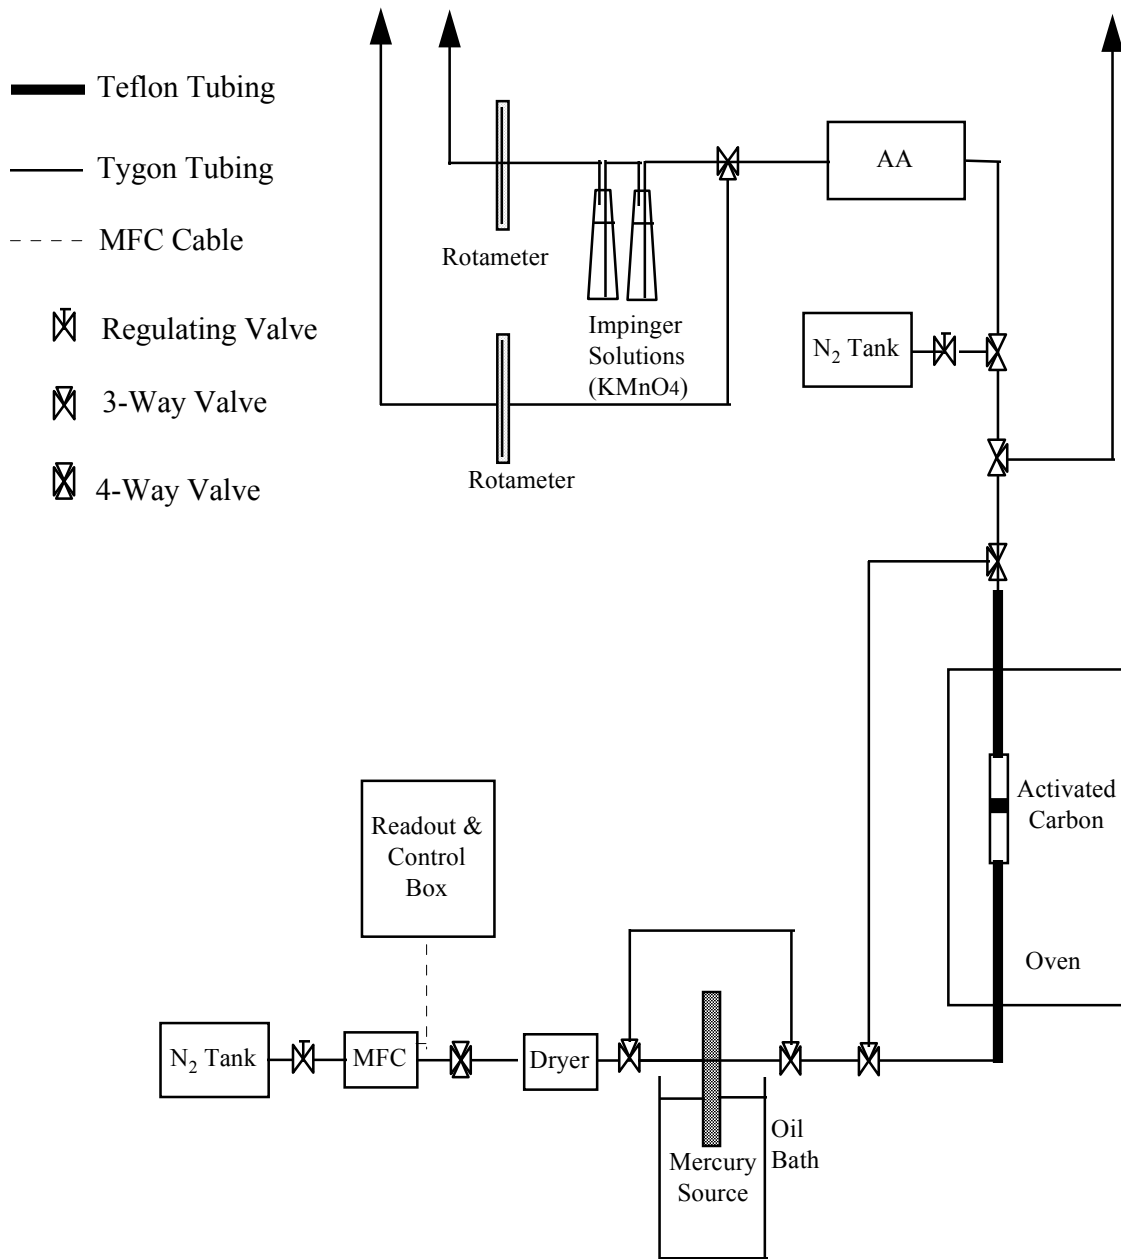 Teflon Tubing
Tygon Tubing
MFC Cable
Regulating Valve
3-Way Valve
4-Way Valve
AA
Rotameter
Impinger
Solutions
(KMnO4)
N2 Tank
Rotameter
Activated
Carbon
Readout &
Control
Box
Oven
N2 Tank
MFC
Dryer
Oil
Bath
Mercury
Source